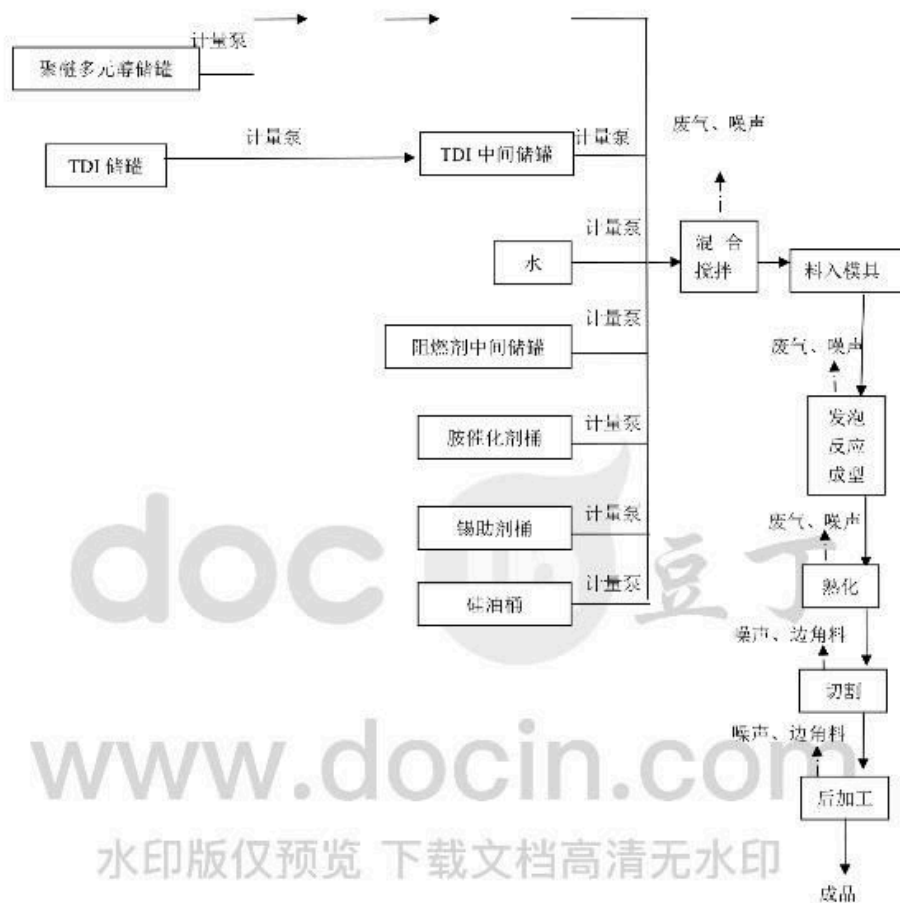 计量泵
聚醚多元醇储罐
废气、噪声
计量泵
计量泵
TDI 储罐
TDI 中间储罐
计量泵
水
混 合
搅拌
料入模具
计量泵
阻燃剂中间储罐
废气、噪声
计量泵
胺催化剂桶
发泡
反应
成型
计量泵
锡助剂桶
废气、噪声
计量泵
硅油桶
熟化
噪声、边角料
切割
噪声、边角料
后加工
成品
doc
豆丁
www.docin.com
水印版仅预览 下载文档高清无水印